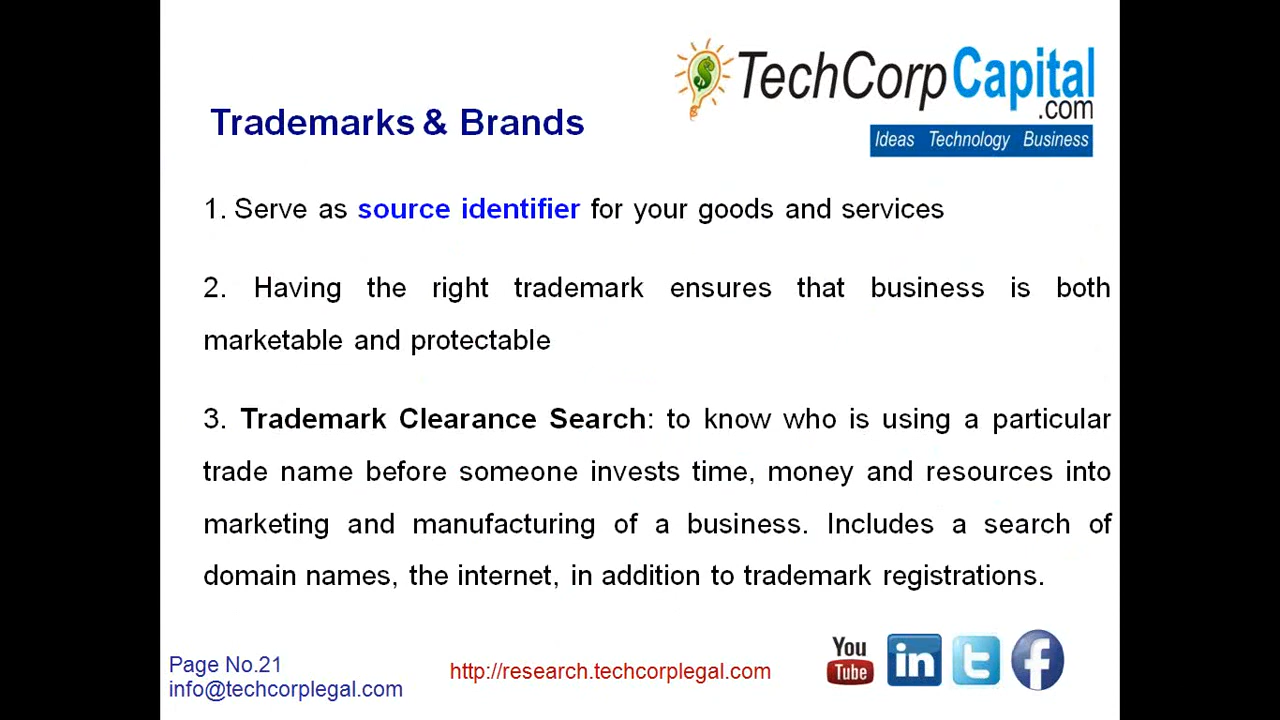 TechCorpCapital
.com
Ideas Technology Business
Trademarks & Brands
1. Serve as source identifier for your goods and services
2. Having the right trademark ensures that business is both
marketable and protectable
3. Trademark Clearance Search: to know who is using a particular
trade name before someone invests time, money and resources into
marketing and manufacturing of a business. Includes a search of
domain names, the internet, in addition to trademark registrations.
Page No.21
info@techcorplegal.com
http://research.techcorplegal.com
You
Tube
in
t
f